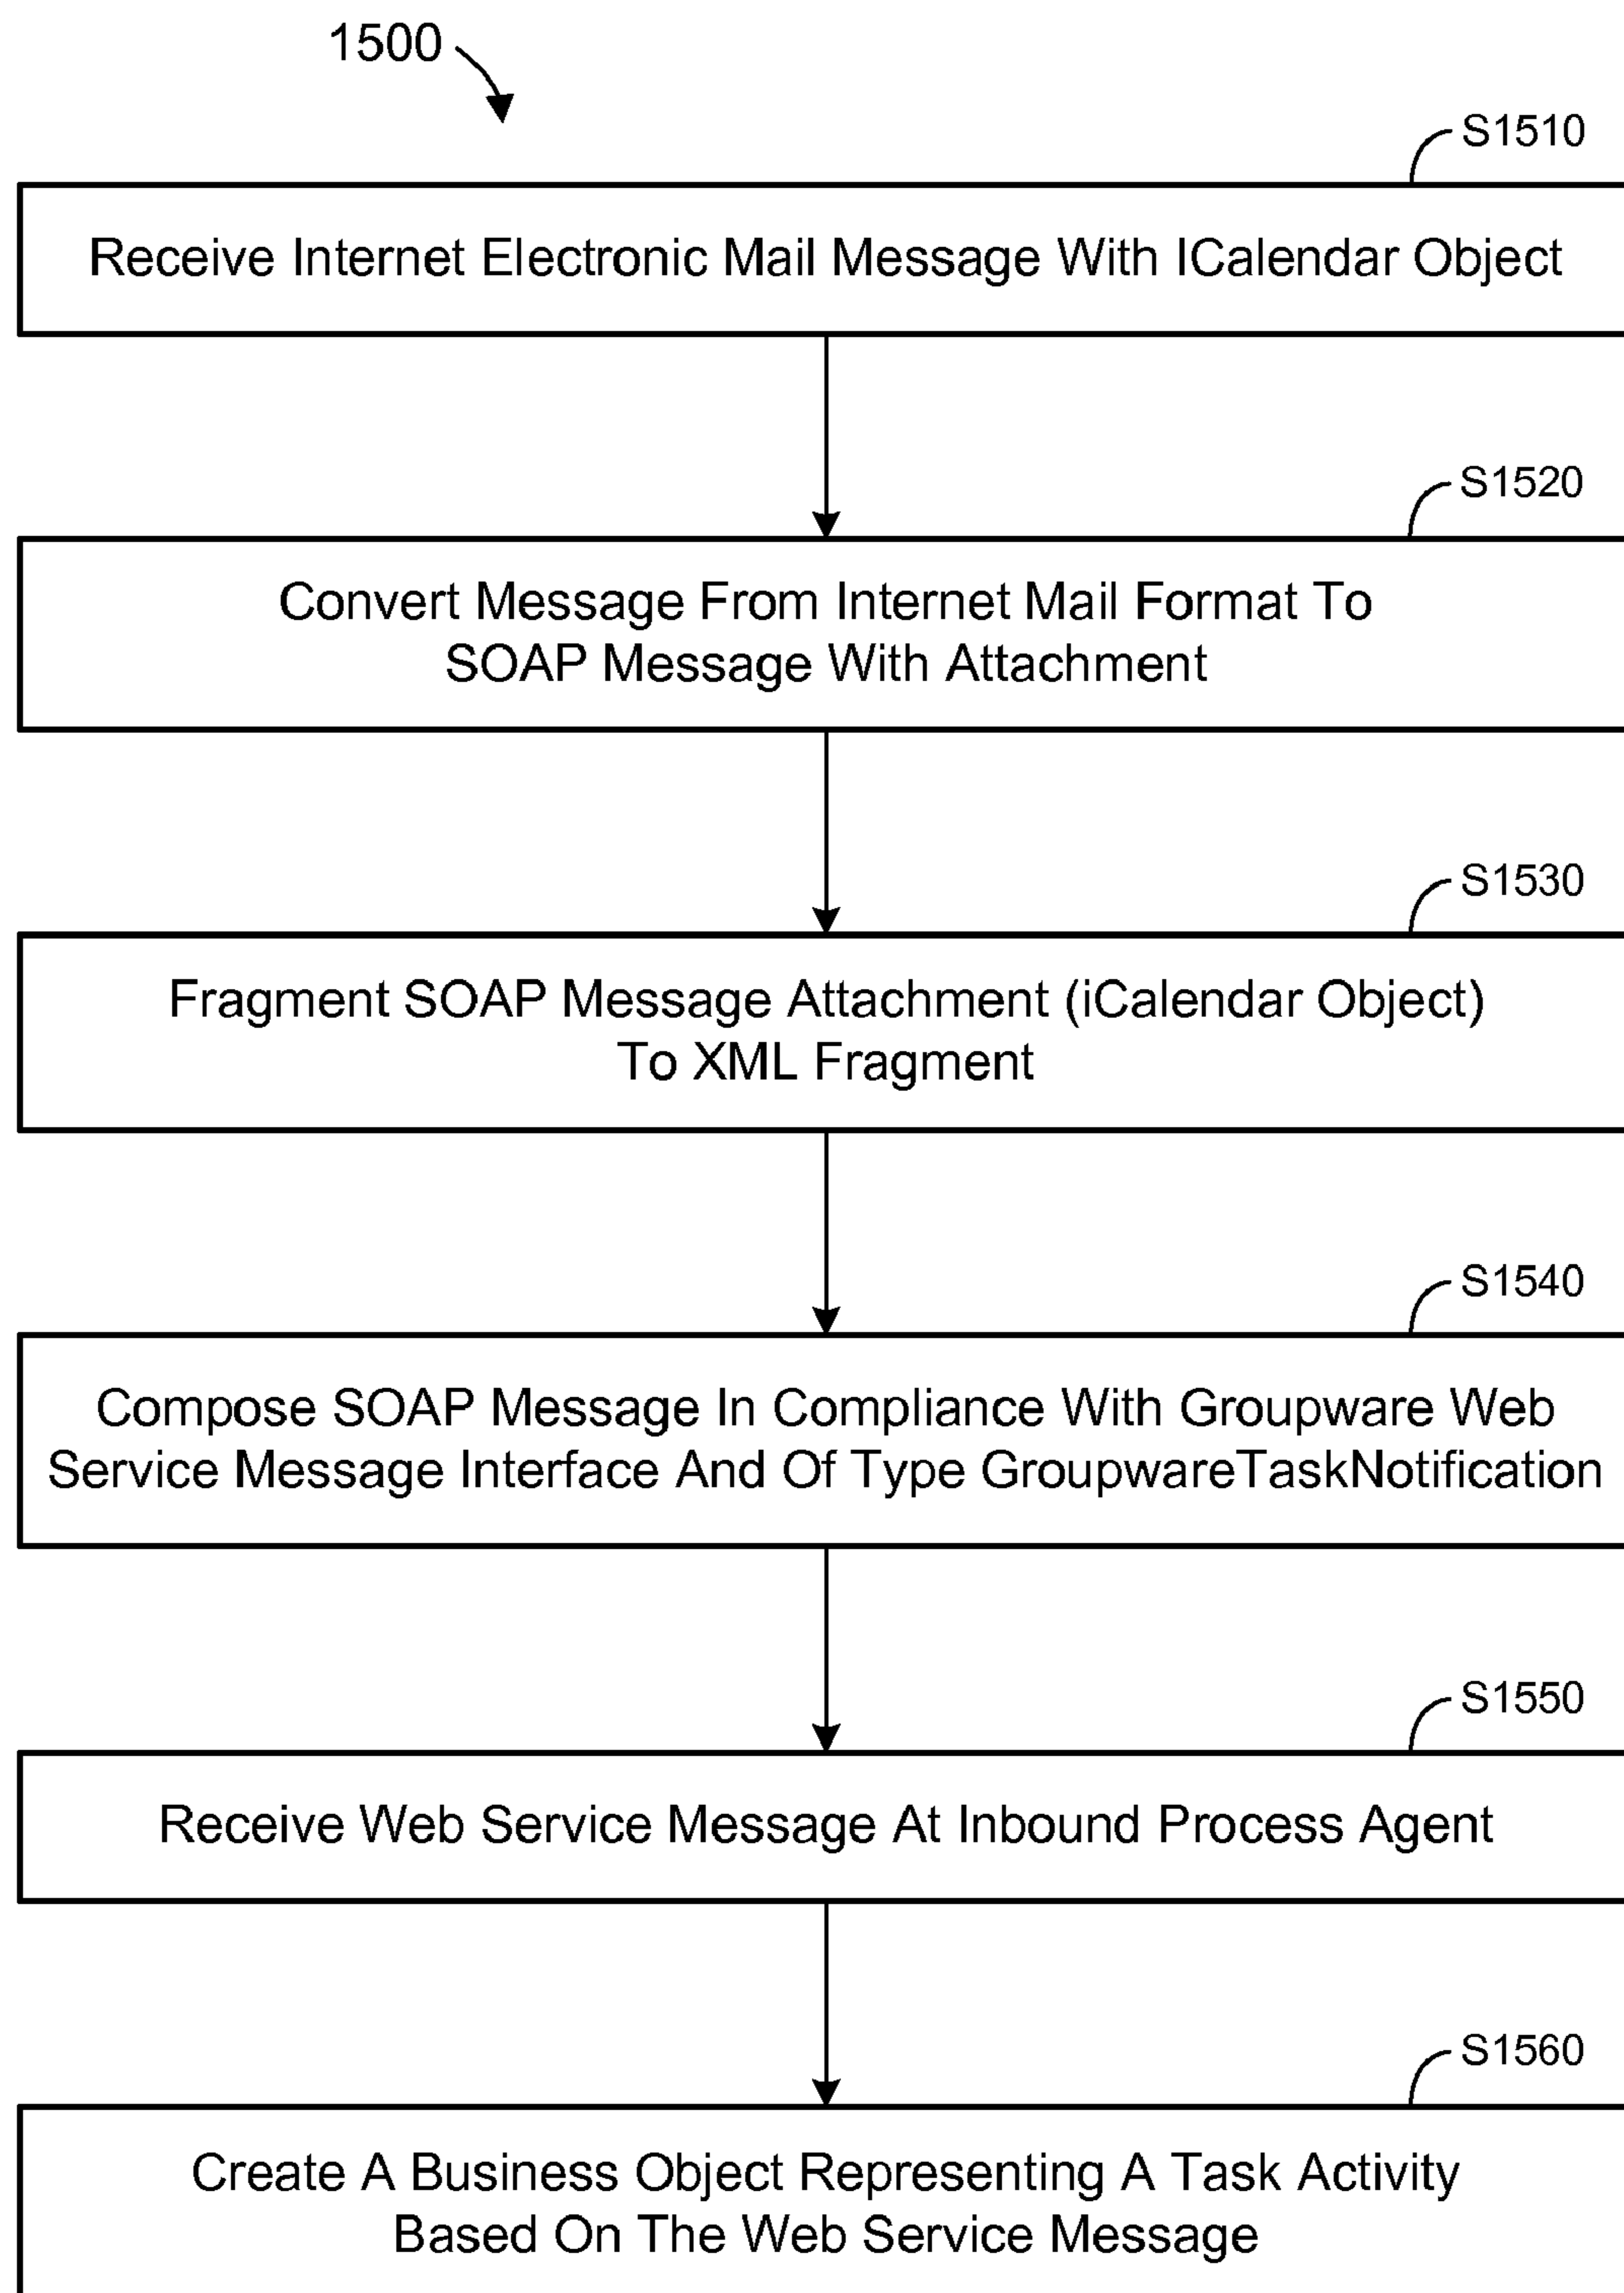 1500
S1510
Receive Internet Electronic Mail Message With ICalendar Object
S1520
Convert Message From Internet Mail Format To
SOAP Message With Attachment
S1530
Fragment SOAP Message Attachment (iCalendar Object)
To XML Fragment
S1540
Compose SOAP Message In Compliance With Groupware Web
Service Message Interface And Of Type GroupwareTaskNotification
S1550
Receive Web Service Message At Inbound Process Agent
S1560
Create A Business Object Representing A Task Activity
Based On The Web Service Message